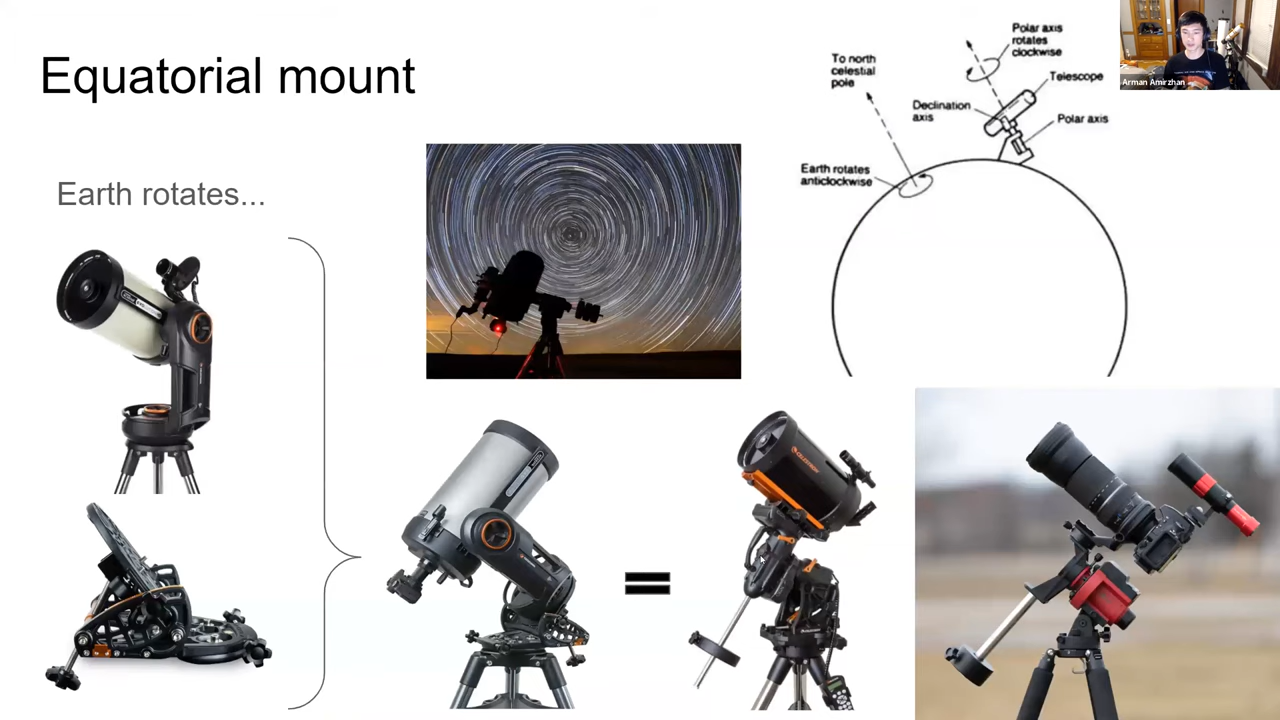 Equatorial mount
Earth rotates...
To north
celestial
pole
Polar axis
rotates
clockwise
Telescope
Declination
axis
Polar axis
Earth rotates
anticlockwise
Arman Amirzhan
CELESTRON
=